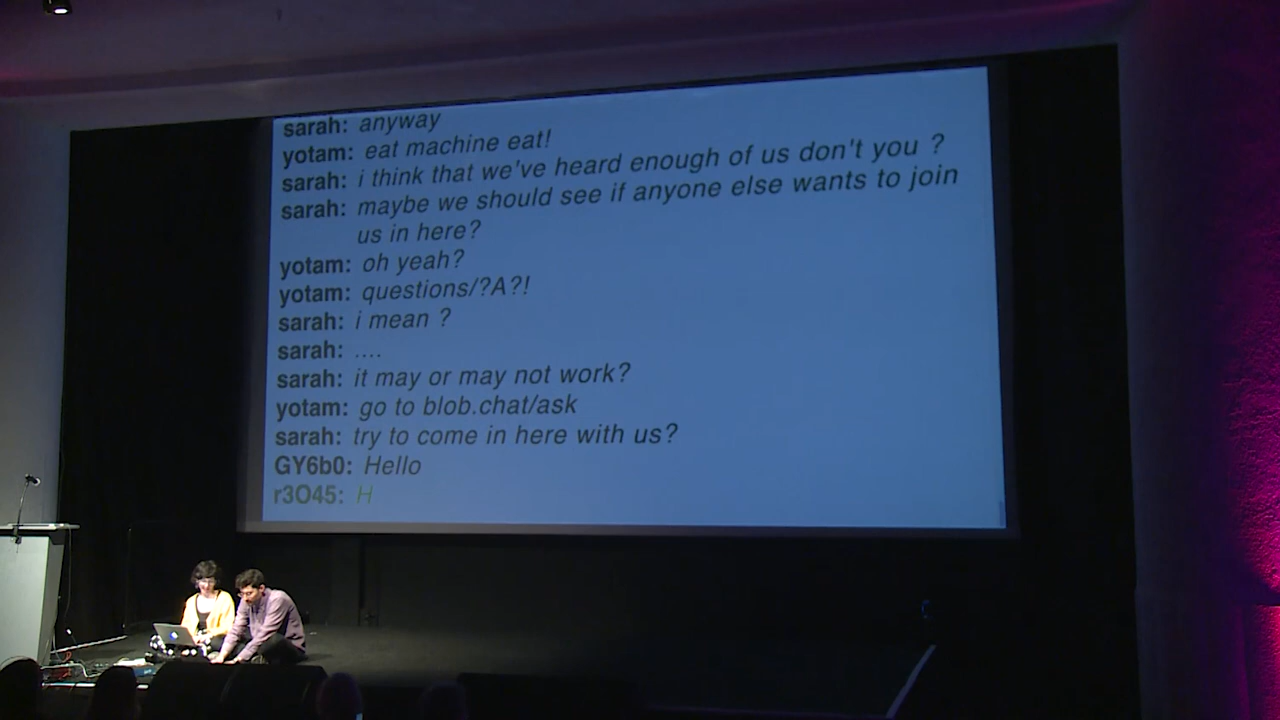 sarah: anyway
yotam: eat machine eat!
sarah: i think that we've heard enough of us don't you ?
sarah: maybe we should see if anyone else wants to join
us in here?
yotam: oh yeah?
yotam: questions/?A?!
sarah: i mean ?
sarah: ....
sarah: it may or may not work?
yotam: go to blob.chat/ask
sarah: try to come in here with us?
GY6b0: Hello
r3O45: H